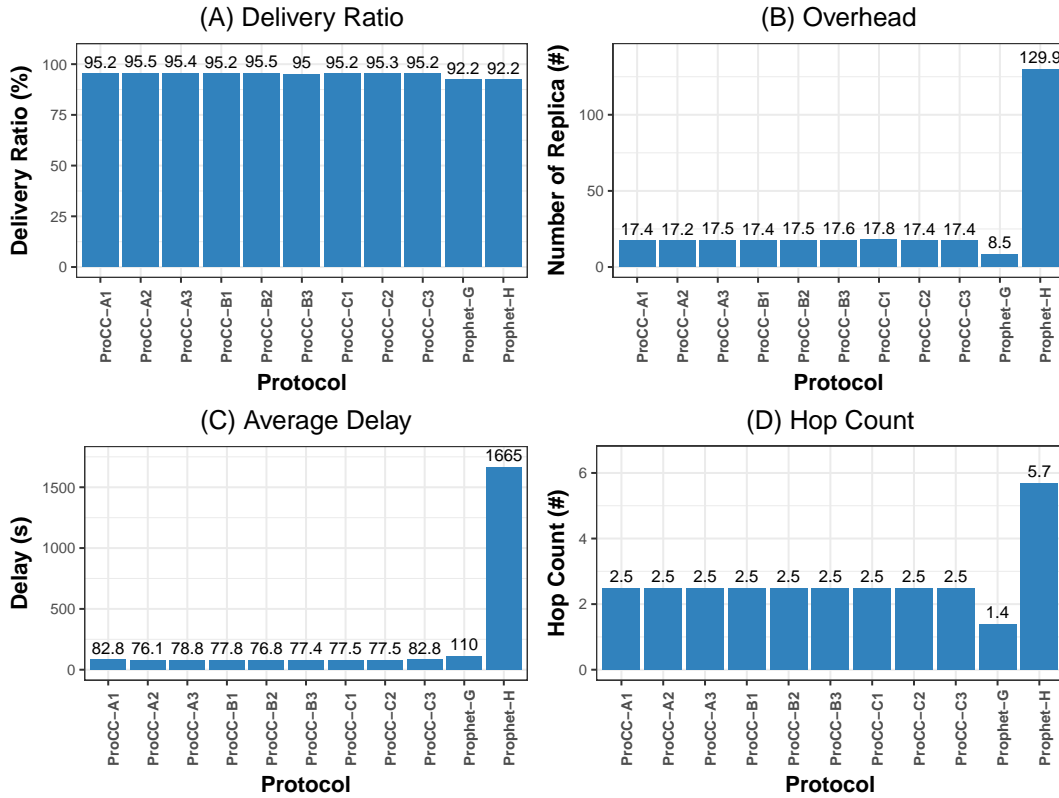 (A) Delivery Ratio
Delivery Ratio (%)
100
75
50
25
0
95.2 95.5 95.4 95.2 95.5 95 95.2 95.3 95.2 92.2 92.2
ProCC−A1
ProCC−A2
ProCC−A3
ProCC−B1
ProCC−B2
ProCC−B3
ProCC−C1
ProCC−C2
ProCC−C3
Prophet−G
Prophet−H
Protocol
(B) Overhead
Number of Replica (#)
100
50
0
17.4 17.2 17.5 17.4 17.5 17.6 17.8 17.4 17.4 8.5 129.9
ProCC−A1
ProCC−A2
ProCC−A3
ProCC−B1
ProCC−B2
ProCC−B3
ProCC−C1
ProCC−C2
ProCC−C3
Prophet−G
Prophet−H
Protocol
(C) Average Delay
Delay (s)
1500
1000
500
0
82.8 76.1 78.8 77.8 76.8 77.4 77.5 77.5 82.8 110 1665
ProCC−A1
ProCC−A2
ProCC−A3
ProCC−B1
ProCC−B2
ProCC−B3
ProCC−C1
ProCC−C2
ProCC−C3
Prophet−G
Prophet−H
Protocol
(D) Hop Count
Hop Count (#)
6
4
2
0
2.5 2.5 2.5 2.5 2.5 2.5 2.5 2.5 2.5 1.4 5.7
ProCC−A1
ProCC−A2
ProCC−A3
ProCC−B1
ProCC−B2
ProCC−B3
ProCC−C1
ProCC−C2
ProCC−C3
Prophet−G
Prophet−H
Protocol